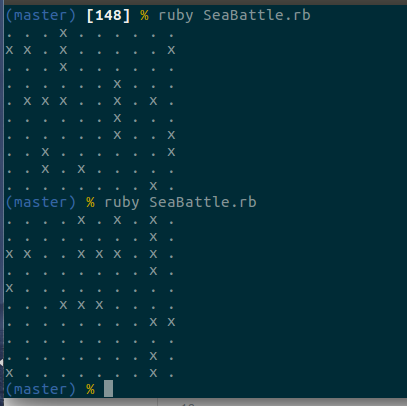 (master) [148] % ruby SeaBattle.rb
. . . x . . . . . .
x x . x . . . . . x
. . . x . . . . . .
. . . . . . x . . .
. x x x . . x . x .
. . . . . . x . . .
. . . . . . x . . x
. . x . . . . . . x
. . x . x . . . . .
. . . . . . . . x .
(master) % ruby SeaBattle.rb
. . . . x . x . x .
. . . . . . . . x .
x x . . x x x . x .
. . . . . . . . x .
x . . . . . . . . .
. . . x x x . . . .
. . . . . . . . x x
. . . . . . . . . .
. . . . . . . . x .
x . . . . . . . x .
(master) %